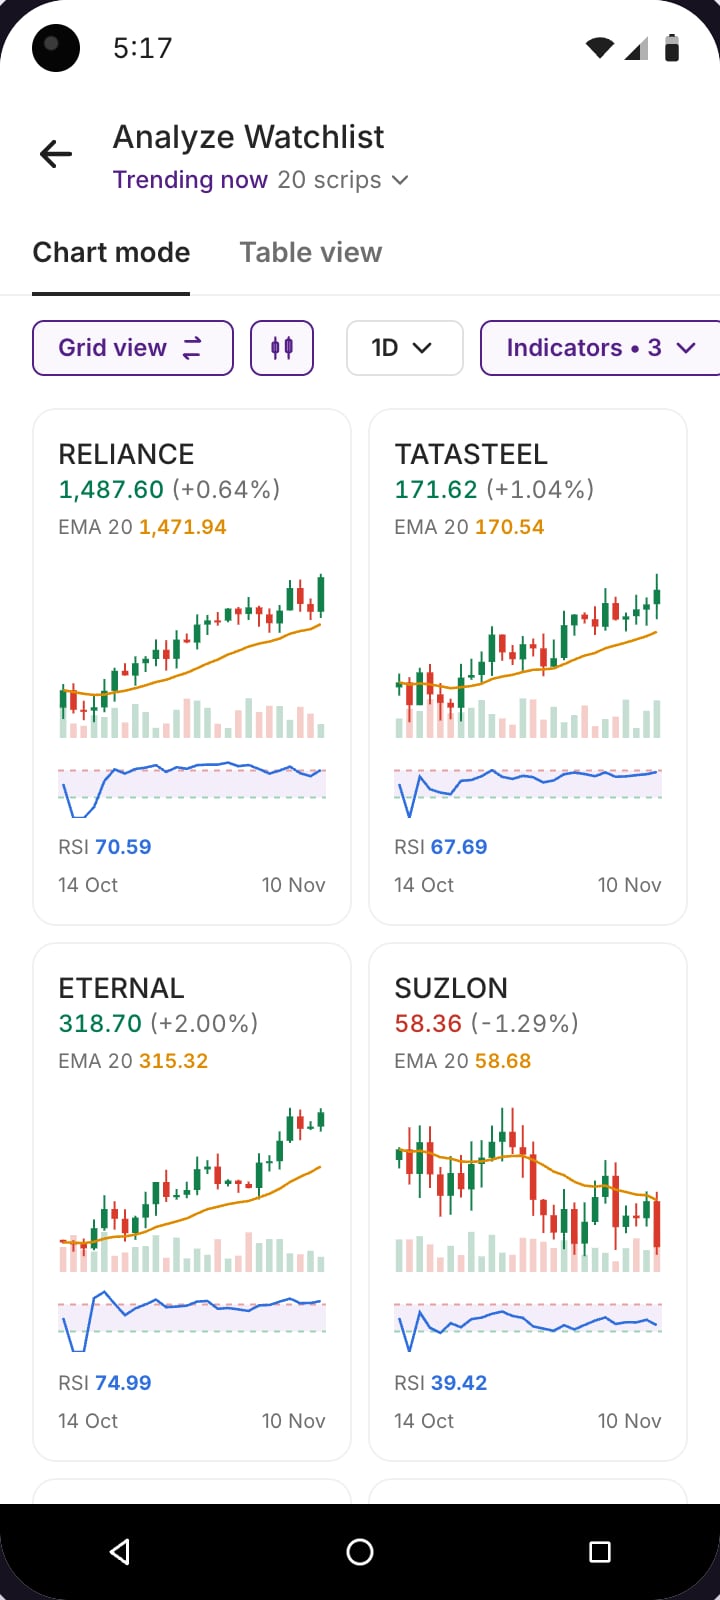 5:17
Analyze Watchlist
Trending now 20 scrips
Chart mode Table view
Grid view 1D Indicators • 3
RELIANCE
1,487.60 (+0.64%)
EMA 20 1,471.94
RSI 70.59
14 Oct 10 Nov
TATASTEEL
171.62 (+1.04%)
EMA 20 170.54
RSI 67.69
14 Oct 10 Nov
ETERNAL
318.70 (+2.00%)
EMA 20 315.32
RSI 74.99
14 Oct 10 Nov
SUZLON
58.36 (-1.29%)
EMA 20 58.68
RSI 39.42
14 Oct 10 Nov